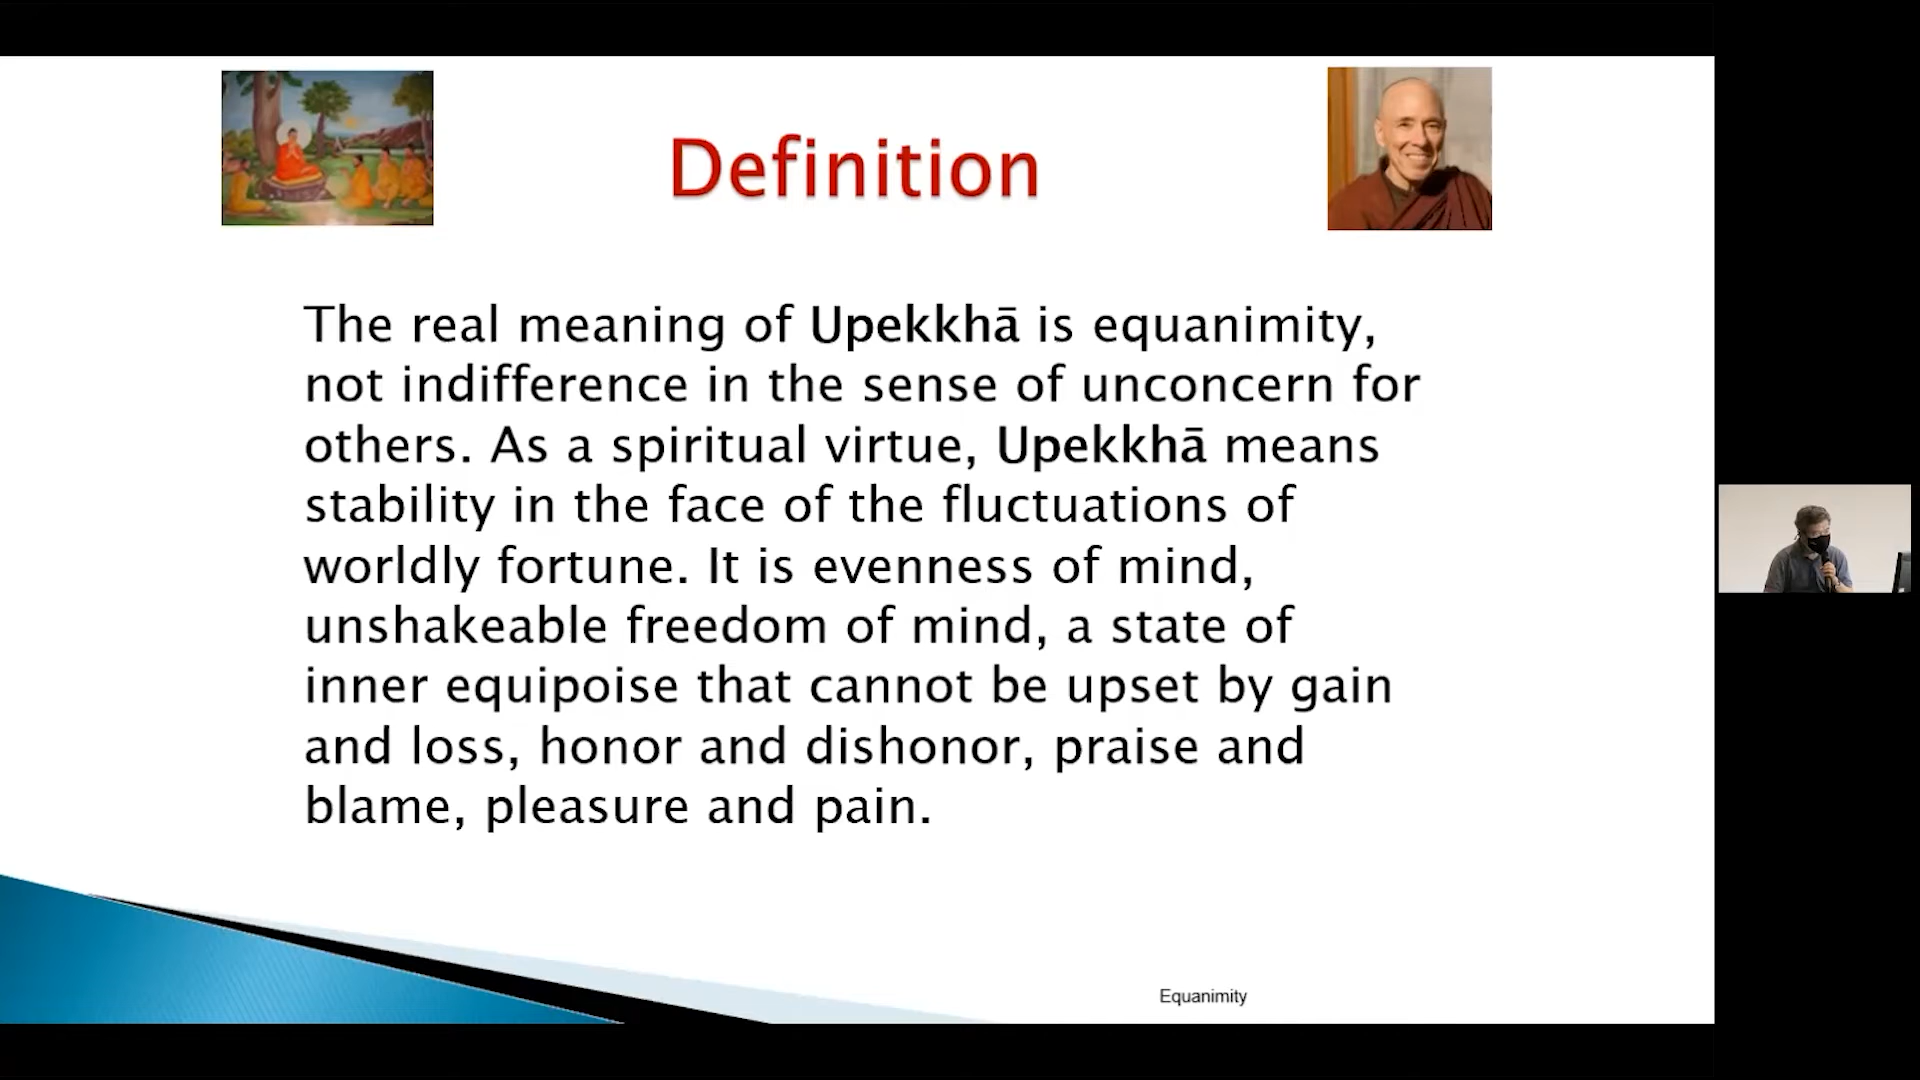 Definition
The real meaning of Upekkhā is equanimity,
not indifference in the sense of unconcern for
others. As a spiritual virtue, Upekkhā means
stability in the face of the fluctuations of
worldly fortune. It is evenness of mind,
unshakeable freedom of mind, a state of
inner equipoise that cannot be upset by gain
and loss, honor and dishonor, praise and
blame, pleasure and pain.
Equanimity